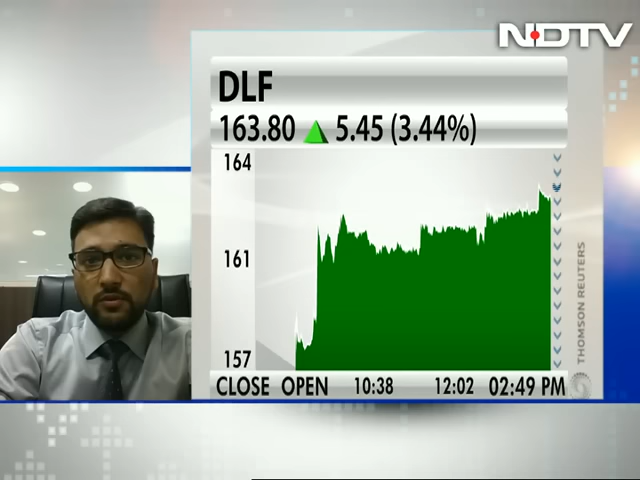 NDTV
DLF
163.80 ▲ 5.45 (3.44%)
164
161
157
CLOSE OPEN 10:38 12:02 02:49 PM
THOMSON REUTERS